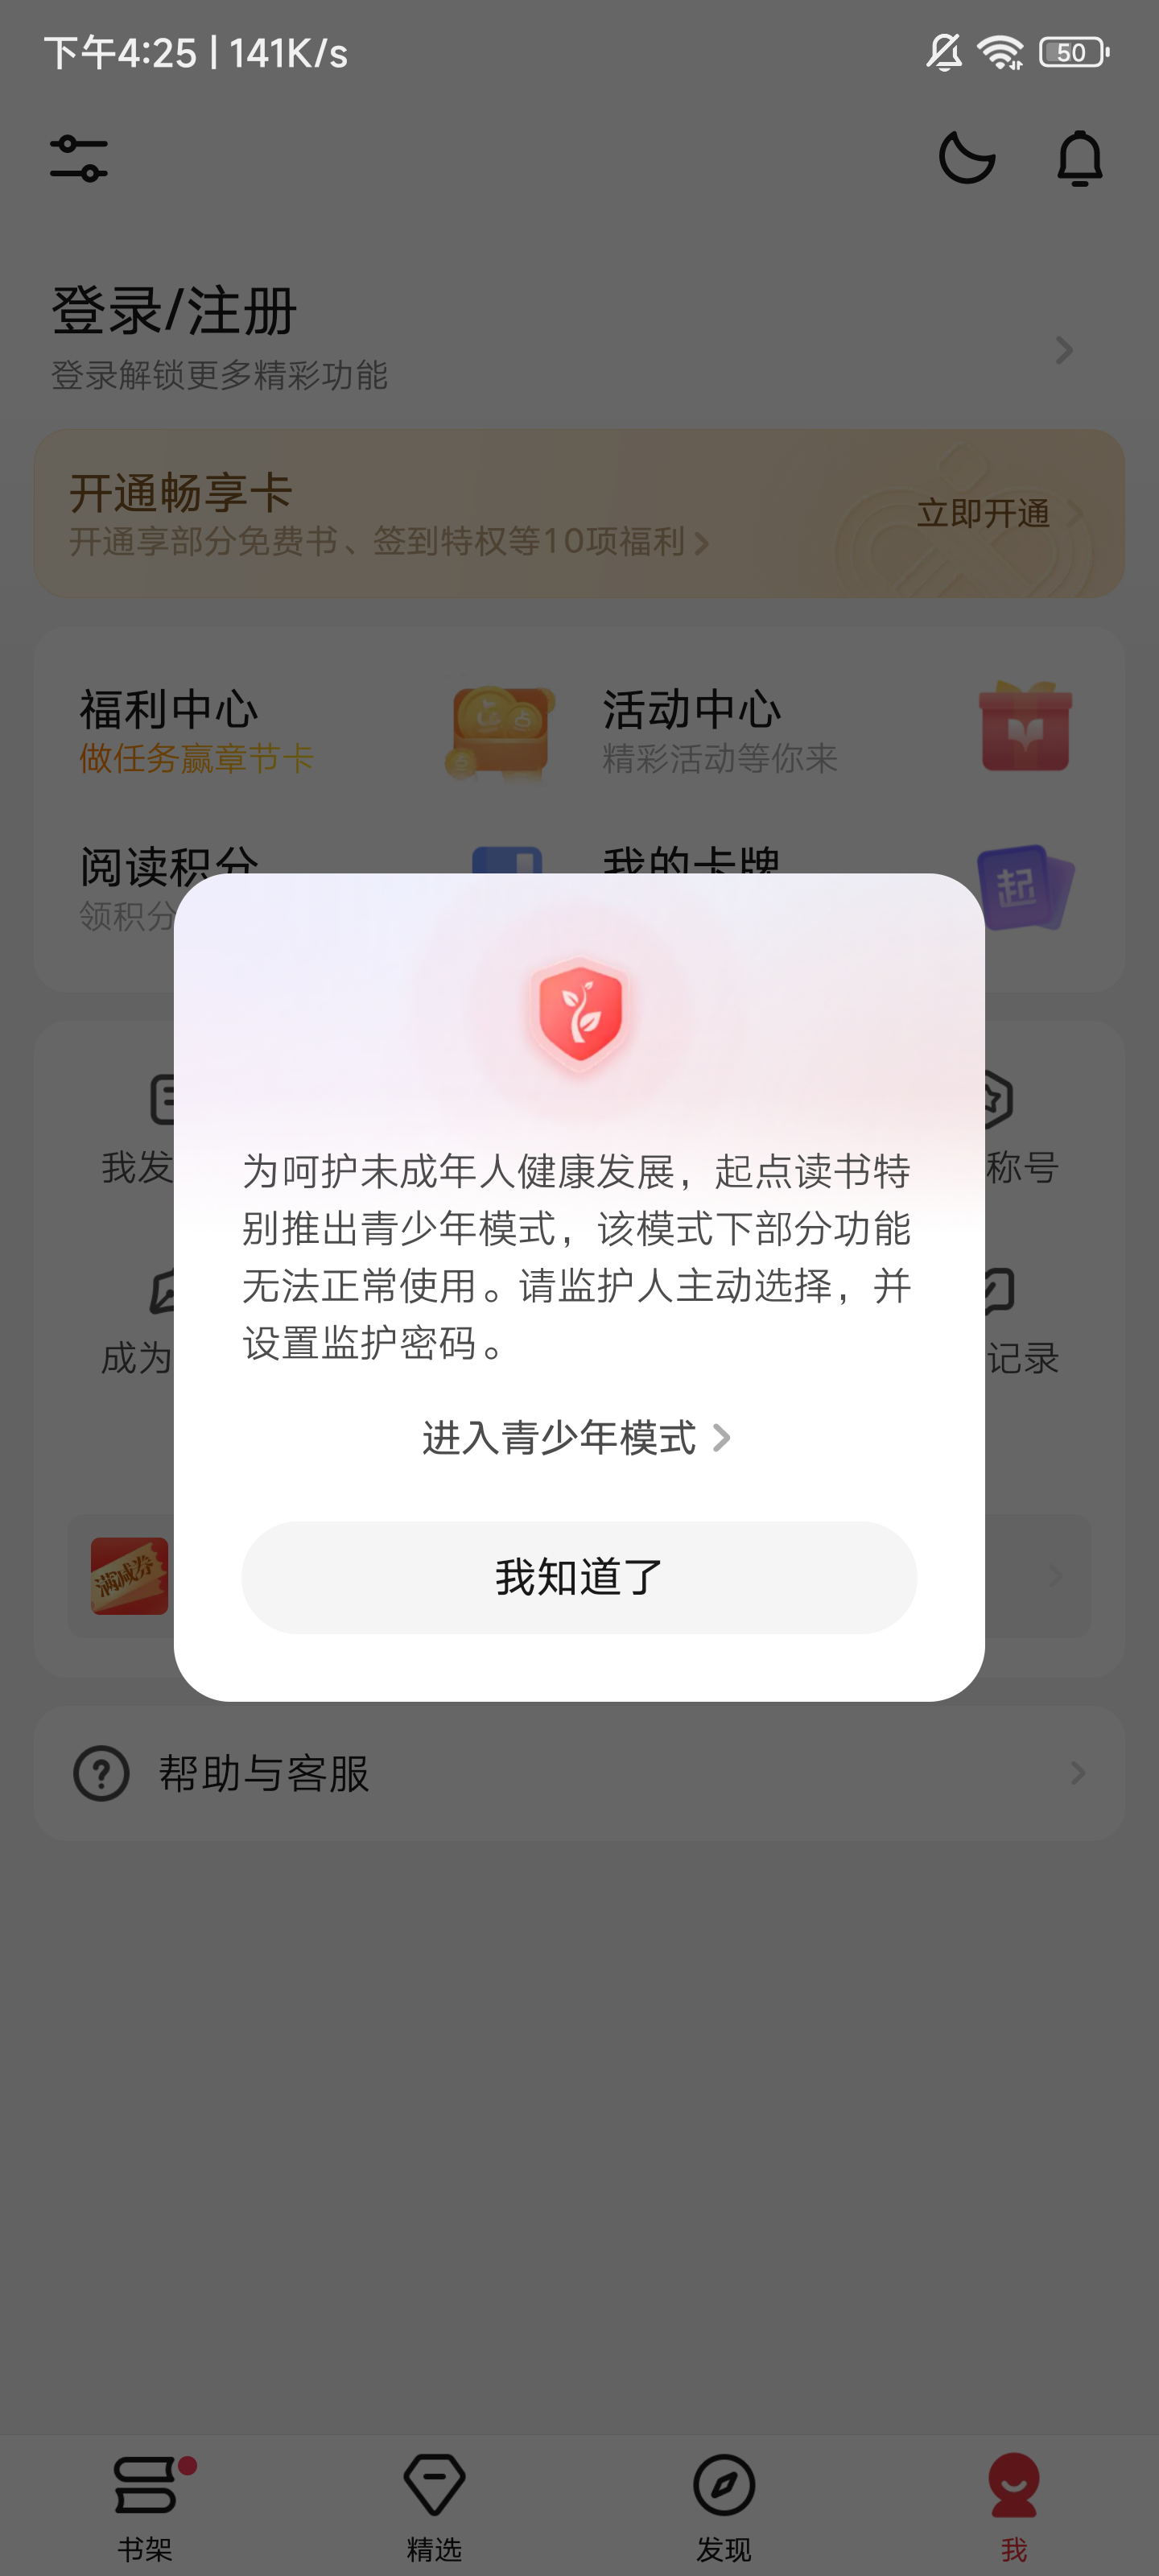 下午4:25 | 141K/s
50
登录/注册
登录解锁更多精彩功能
开通畅享卡
开通享部分免费书、签到特权等10项福利
立即开通
福利中心
做任务赢章节卡
活动中心
精彩活动等你来
阅读积分
领积分
我的卡牌
起
为呵护未成年人健康发展，起点读书特
别推出青少年模式，该模式下部分功能
无法正常使用。请监护人主动选择，并
设置监护密码。
进入青少年模式
我知道了
我发
称号
成为
记录
满减券
帮助与客服
书架
精选
发现
我